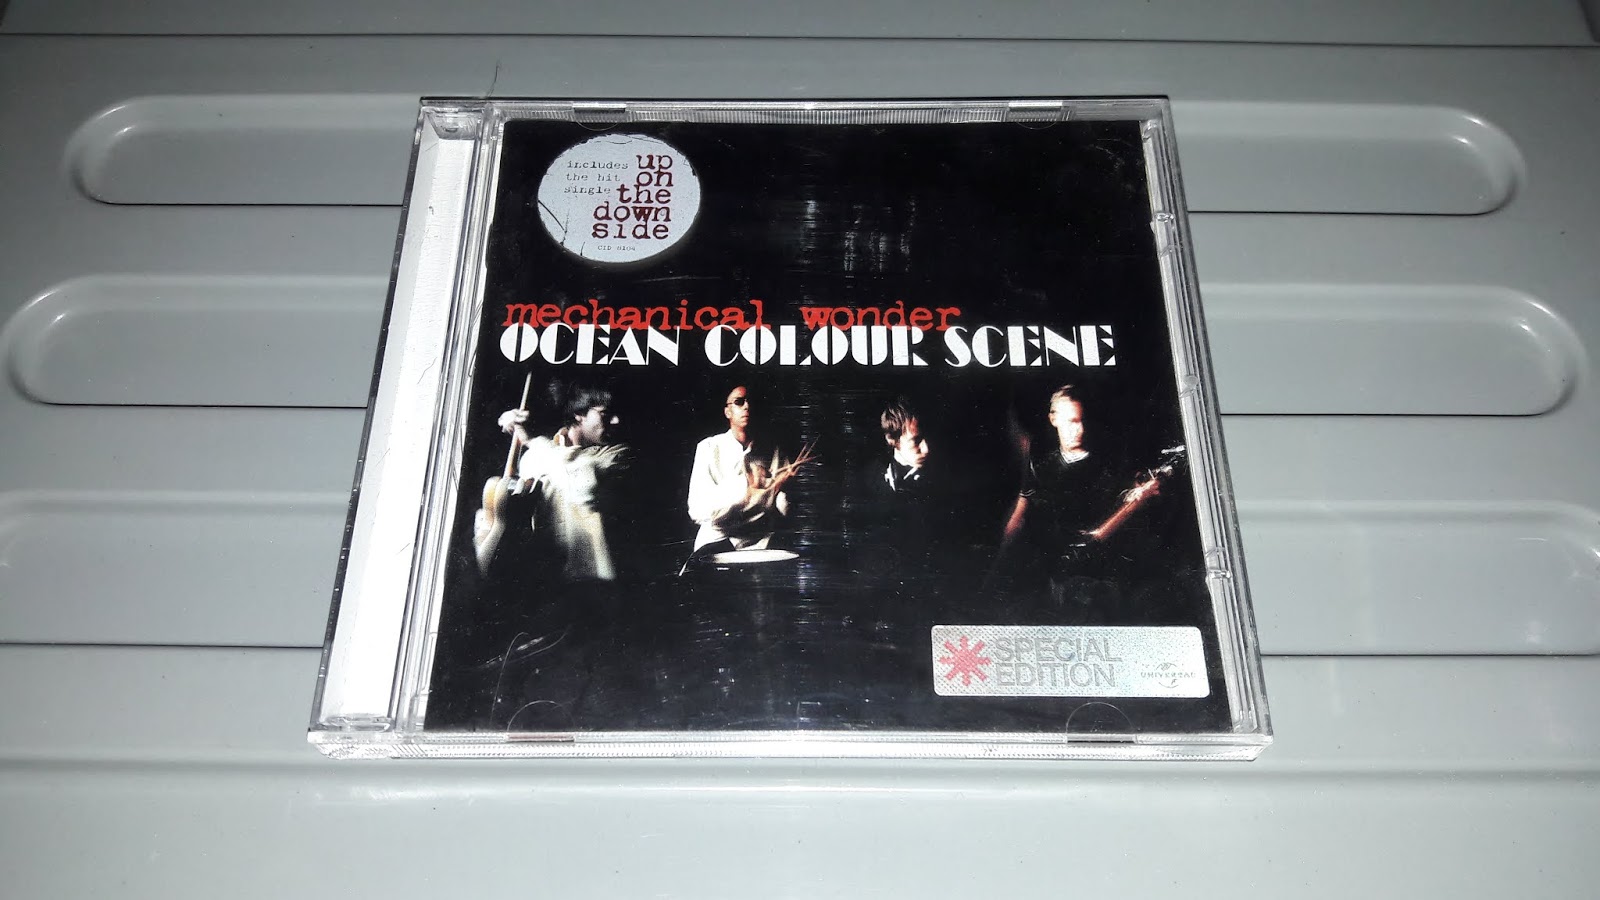 includes up
the hit on
single the
down
side
CID 8104
mechanical wonder
OCEAN COLOUR SCENE
SPECIAL
EDITION
UNIVERSAL